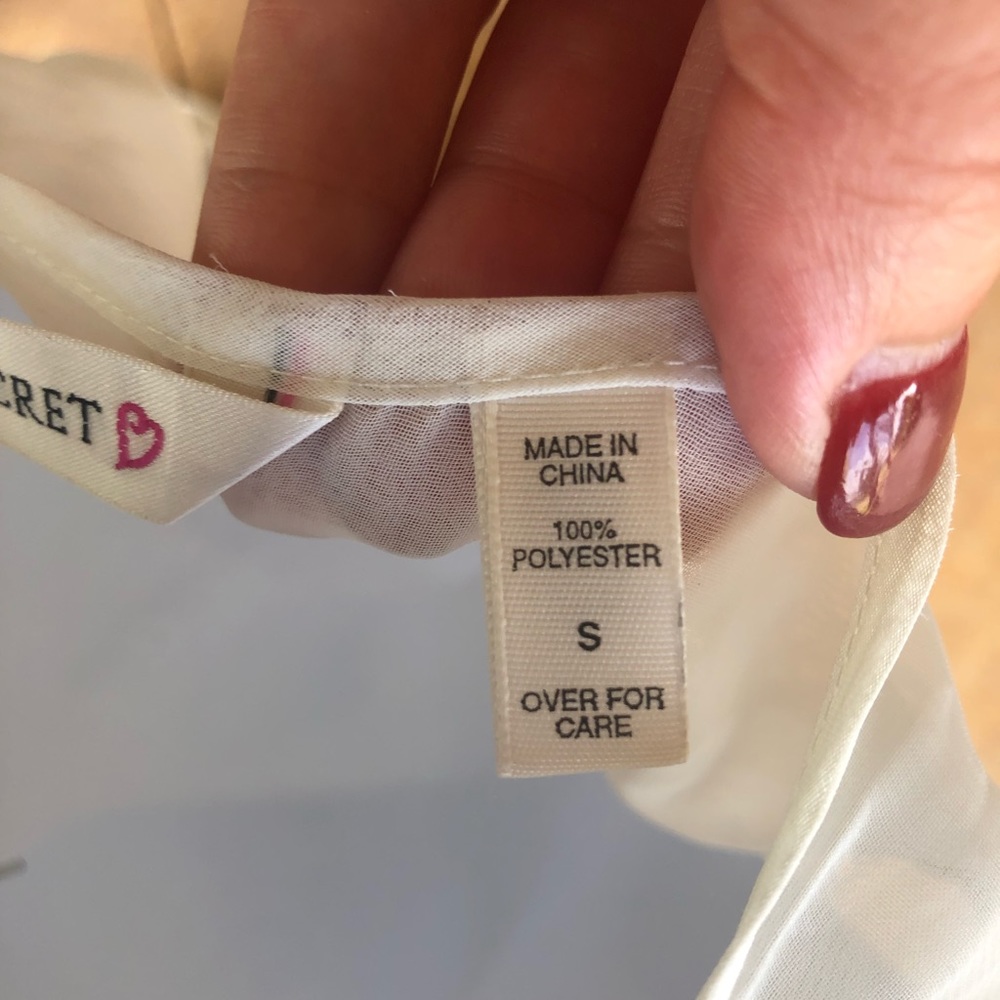 CRET
MADE IN
CHINA
100%
POLYESTER
S
OVER FOR
CARE